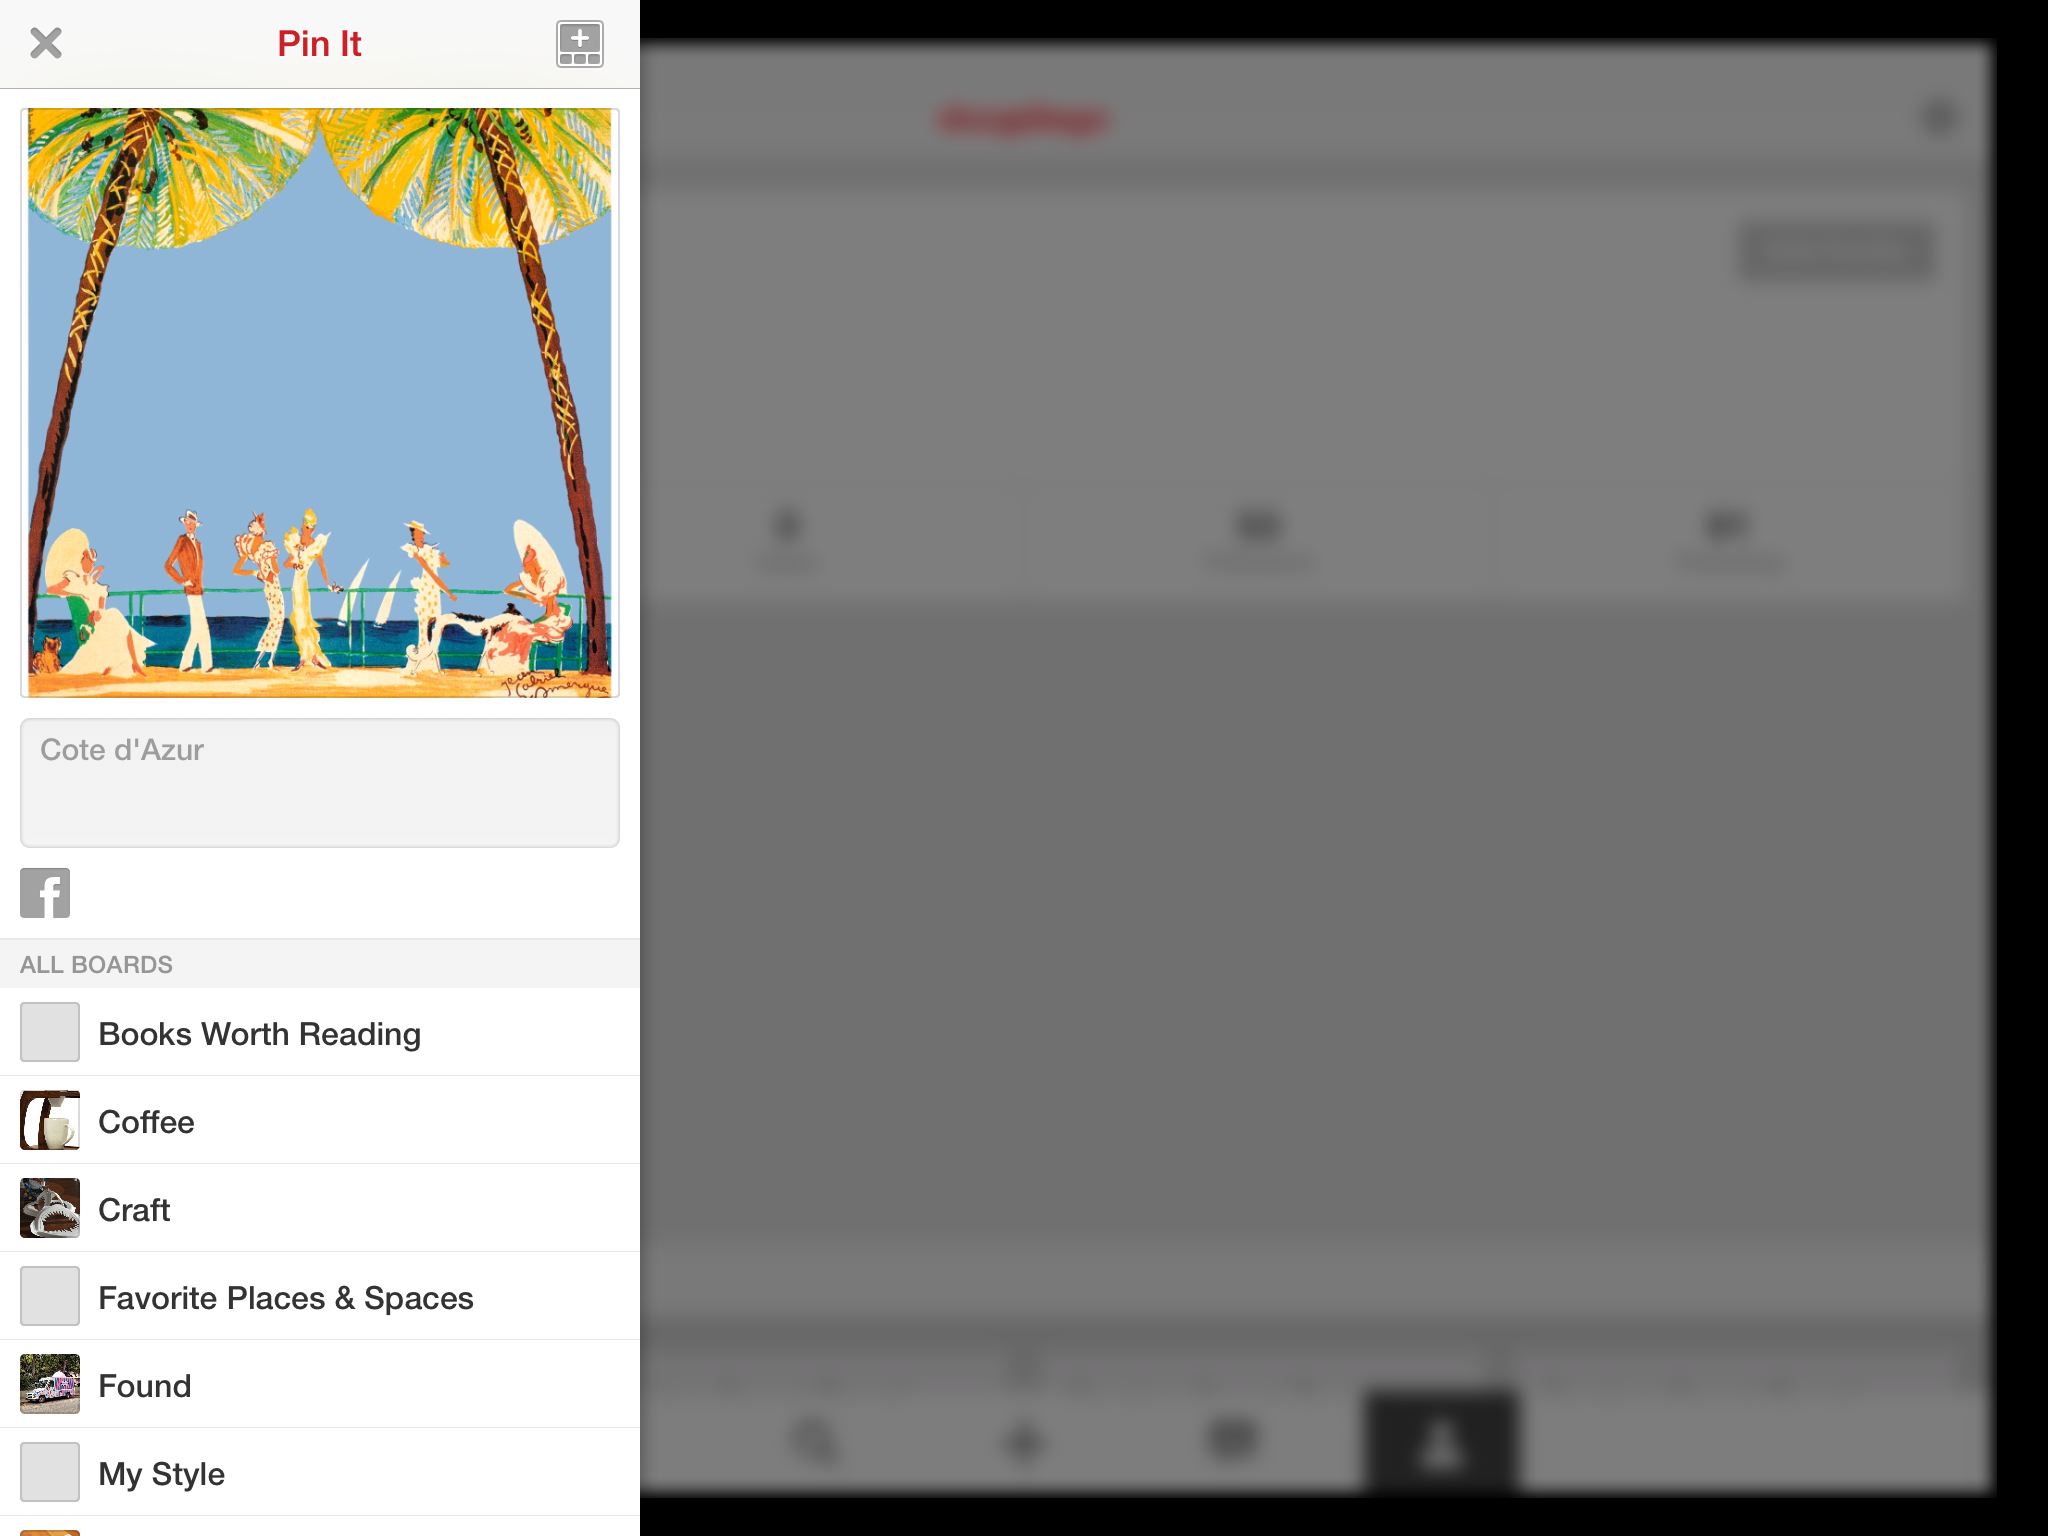 Pin It
Cote d'Azur
ALL BOARDS
Books Worth Reading
Coffee
Craft
Favorite Places & Spaces
Found
My Style